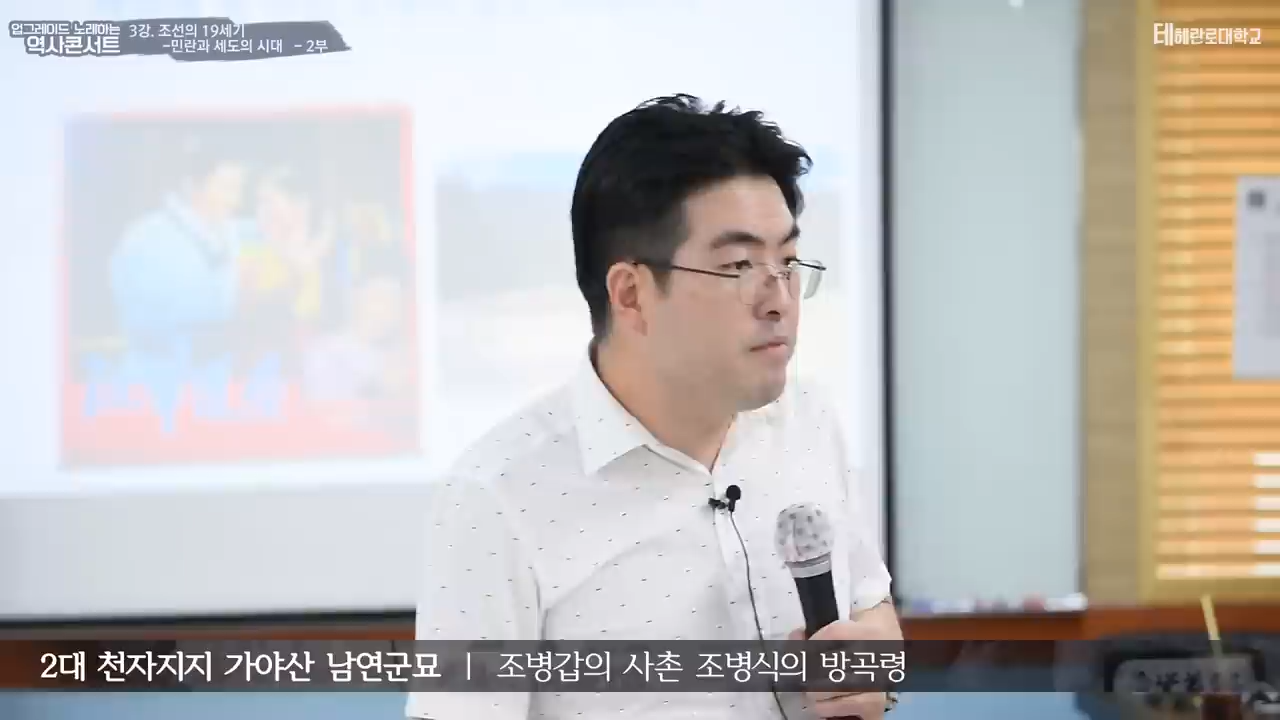 업그레이드 노래하는
역사콘서트
3강. 조선의 19세기
-민란과 세도의 시대 - 2부
테헤란로대학교
2대 천자지지 가야산 남연군묘 | 조병갑의 사촌 조병식의 방곡령